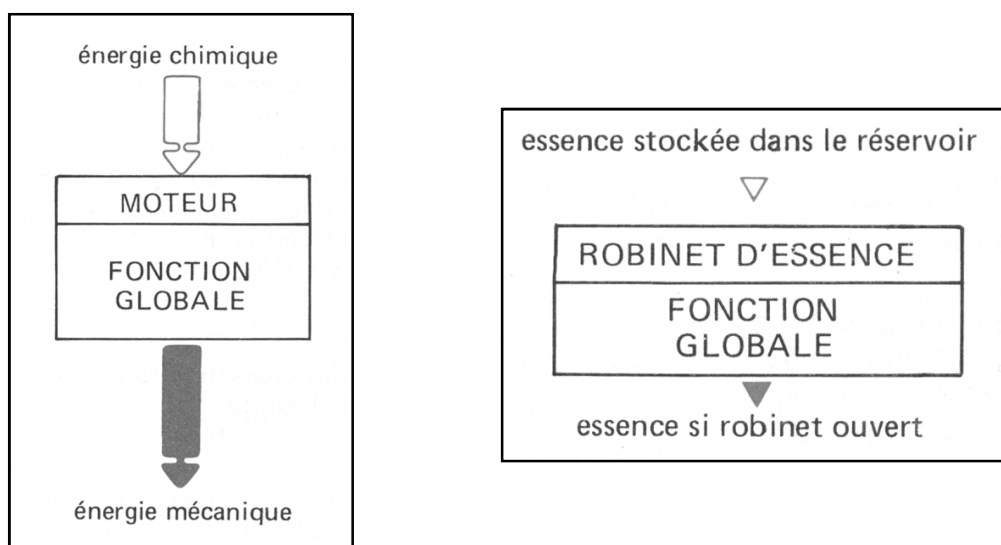 énergie chimique
MOTEUR
FONCTION
GLOBALE
énergie mécanique
essence stockée dans le réservoir
ROBINET D'ESSENCE
FONCTION
GLOBALE
essence si robinet ouvert